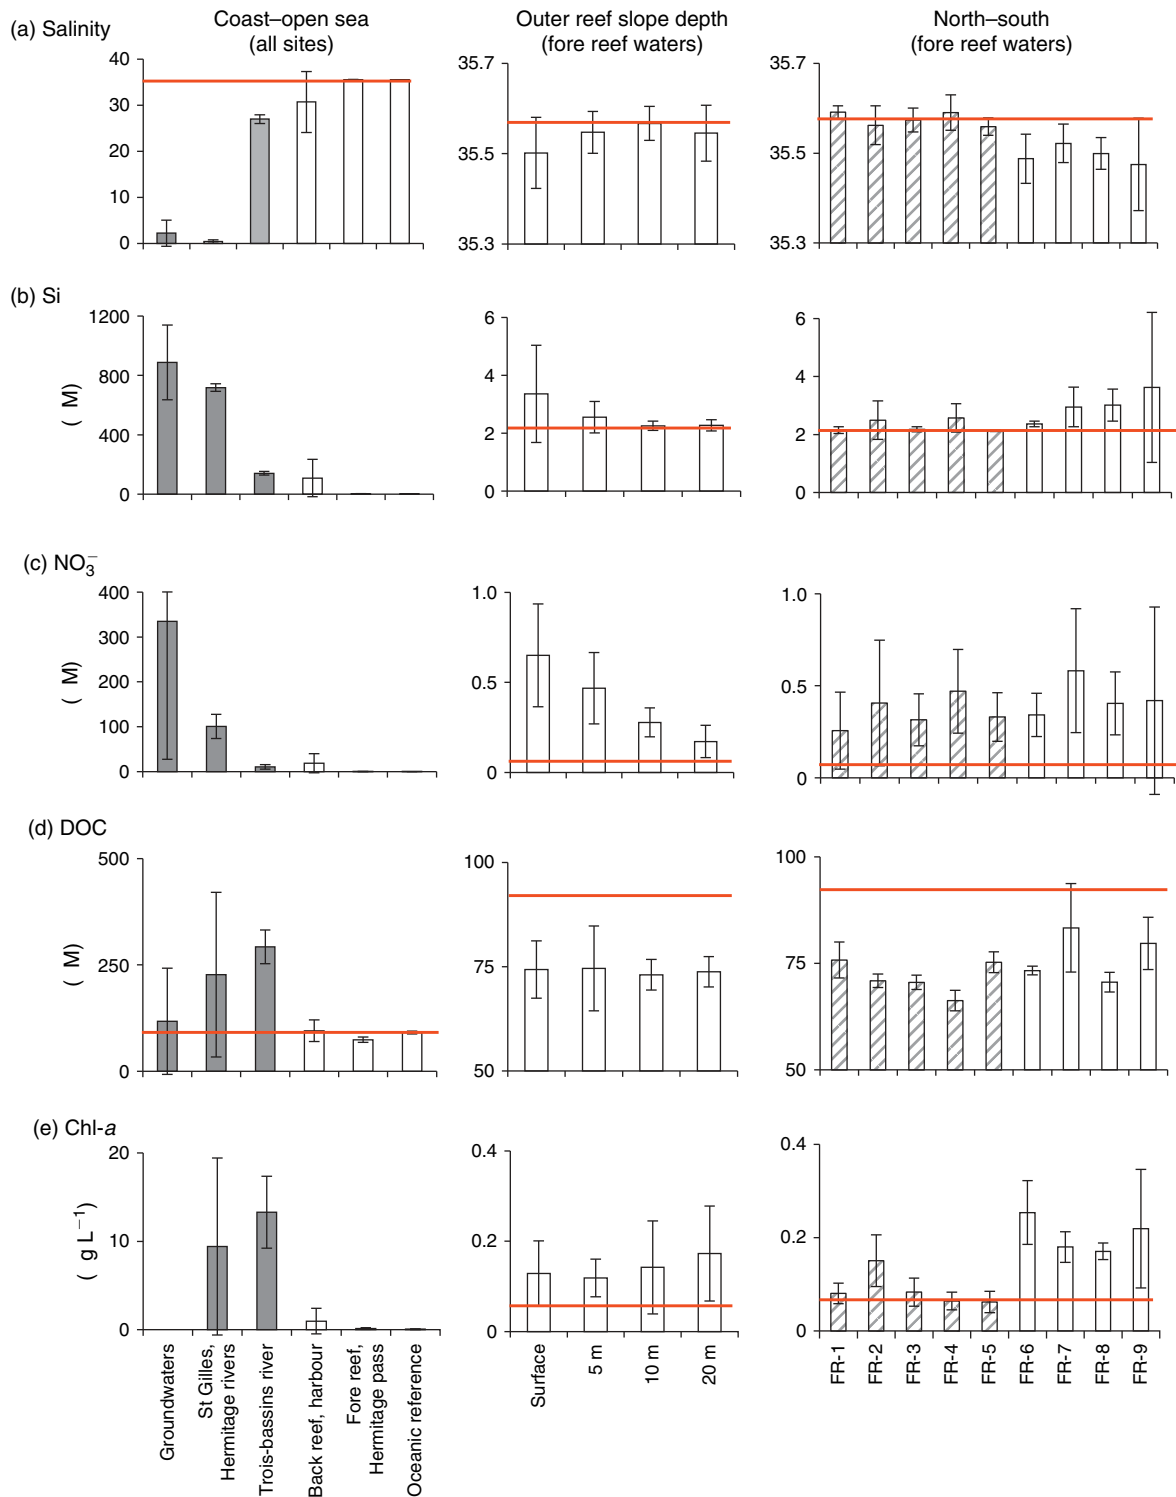 Coast–open sea
(all sites)
Outer reef slope depth
(fore reef waters)
North–south
(fore reef waters)
(a) Salinity
40
30
20
10
0
35.7
35.5
35.3
35.7
35.5
35.3
(b) Si
( M)
1200
800
400
0
6
4
2
0
6
4
2
0
(c) NO3−
( M)
400
300
200
100
0
1.0
0.5
0
1.0
0.5
0
(d) DOC
( M)
500
250
0
100
75
50
100
75
50
(e) Chl-a
( g L−1)
20
10
0
0.4
0.2
0
0.4
0.2
0
Groundwaters
St Gilles,
Hermitage rivers
Trois-bassins river
Back reef, harbour
Fore reef,
Hermitage pass
Oceanic reference
Surface
5 m
10 m
20 m
FR-1
FR-2
FR-3
FR-4
FR-5
FR-6
FR-7
FR-8
FR-9